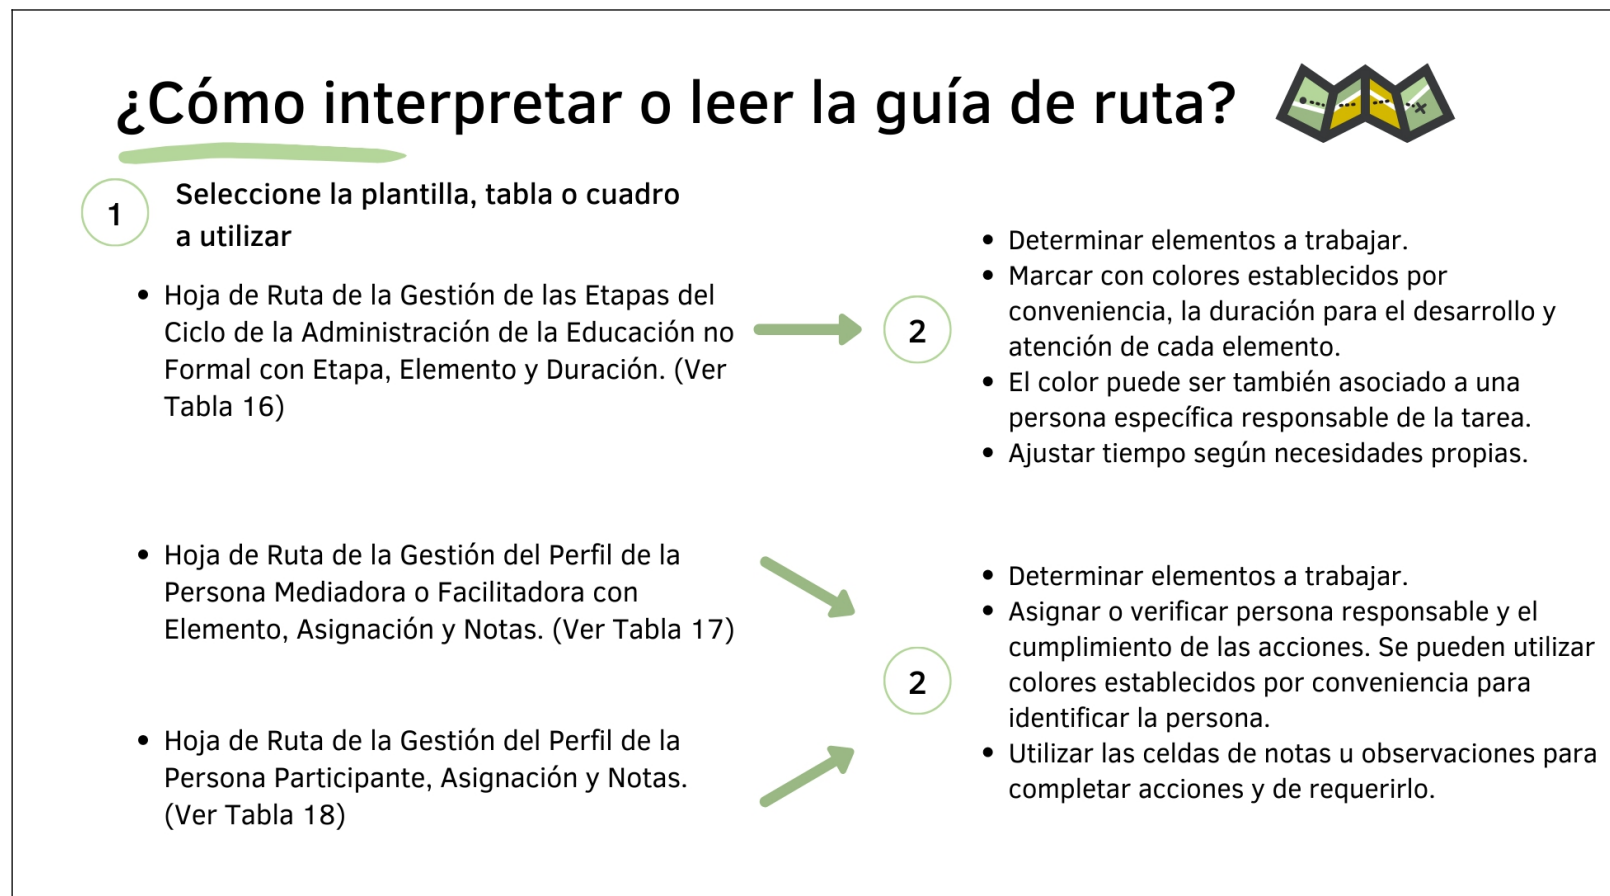 ¿Cómo interpretar o leer la guía de ruta?
1
Seleccione la plantilla, tabla o cuadro
a utilizar
• Hoja de Ruta de la Gestión de las Etapas del
Ciclo de la Administración de la Educación no
Formal con Etapa, Elemento y Duración. (Ver
Tabla 16)
2
• Determinar elementos a trabajar.
• Marcar con colores establecidos por
conveniencia, la duración para el desarrollo y
atención de cada elemento.
• El color puede ser también asociado a una
persona específica responsable de la tarea.
• Ajustar tiempo según necesidades propias.
• Hoja de Ruta de la Gestión del Perfil de la
Persona Mediadora o Facilitadora con
Elemento, Asignación y Notas. (Ver Tabla 17)
• Hoja de Ruta de la Gestión del Perfil de la
Persona Participante, Asignación y Notas.
(Ver Tabla 18)
2
• Determinar elementos a trabajar.
• Asignar o verificar persona responsable y el
cumplimiento de las acciones. Se pueden utilizar
colores establecidos por conveniencia para
identificar la persona.
• Utilizar las celdas de notas u observaciones para
completar acciones y de requerirlo.